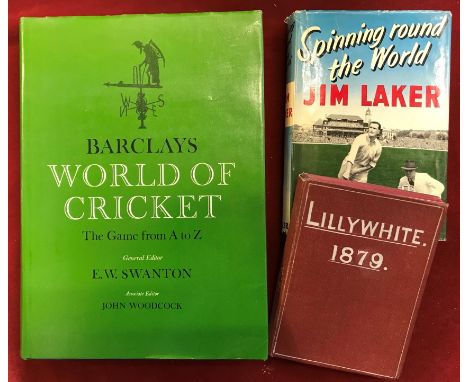 BARCLAYS
WORLD OF
CRICKET
The Game from A to Z
General Editor
E.W. SWANTON
Associate Editor
JOHN WOODCOCK
Spinning round
the World
JIM LAKER
LILLYWHITE.
1879.